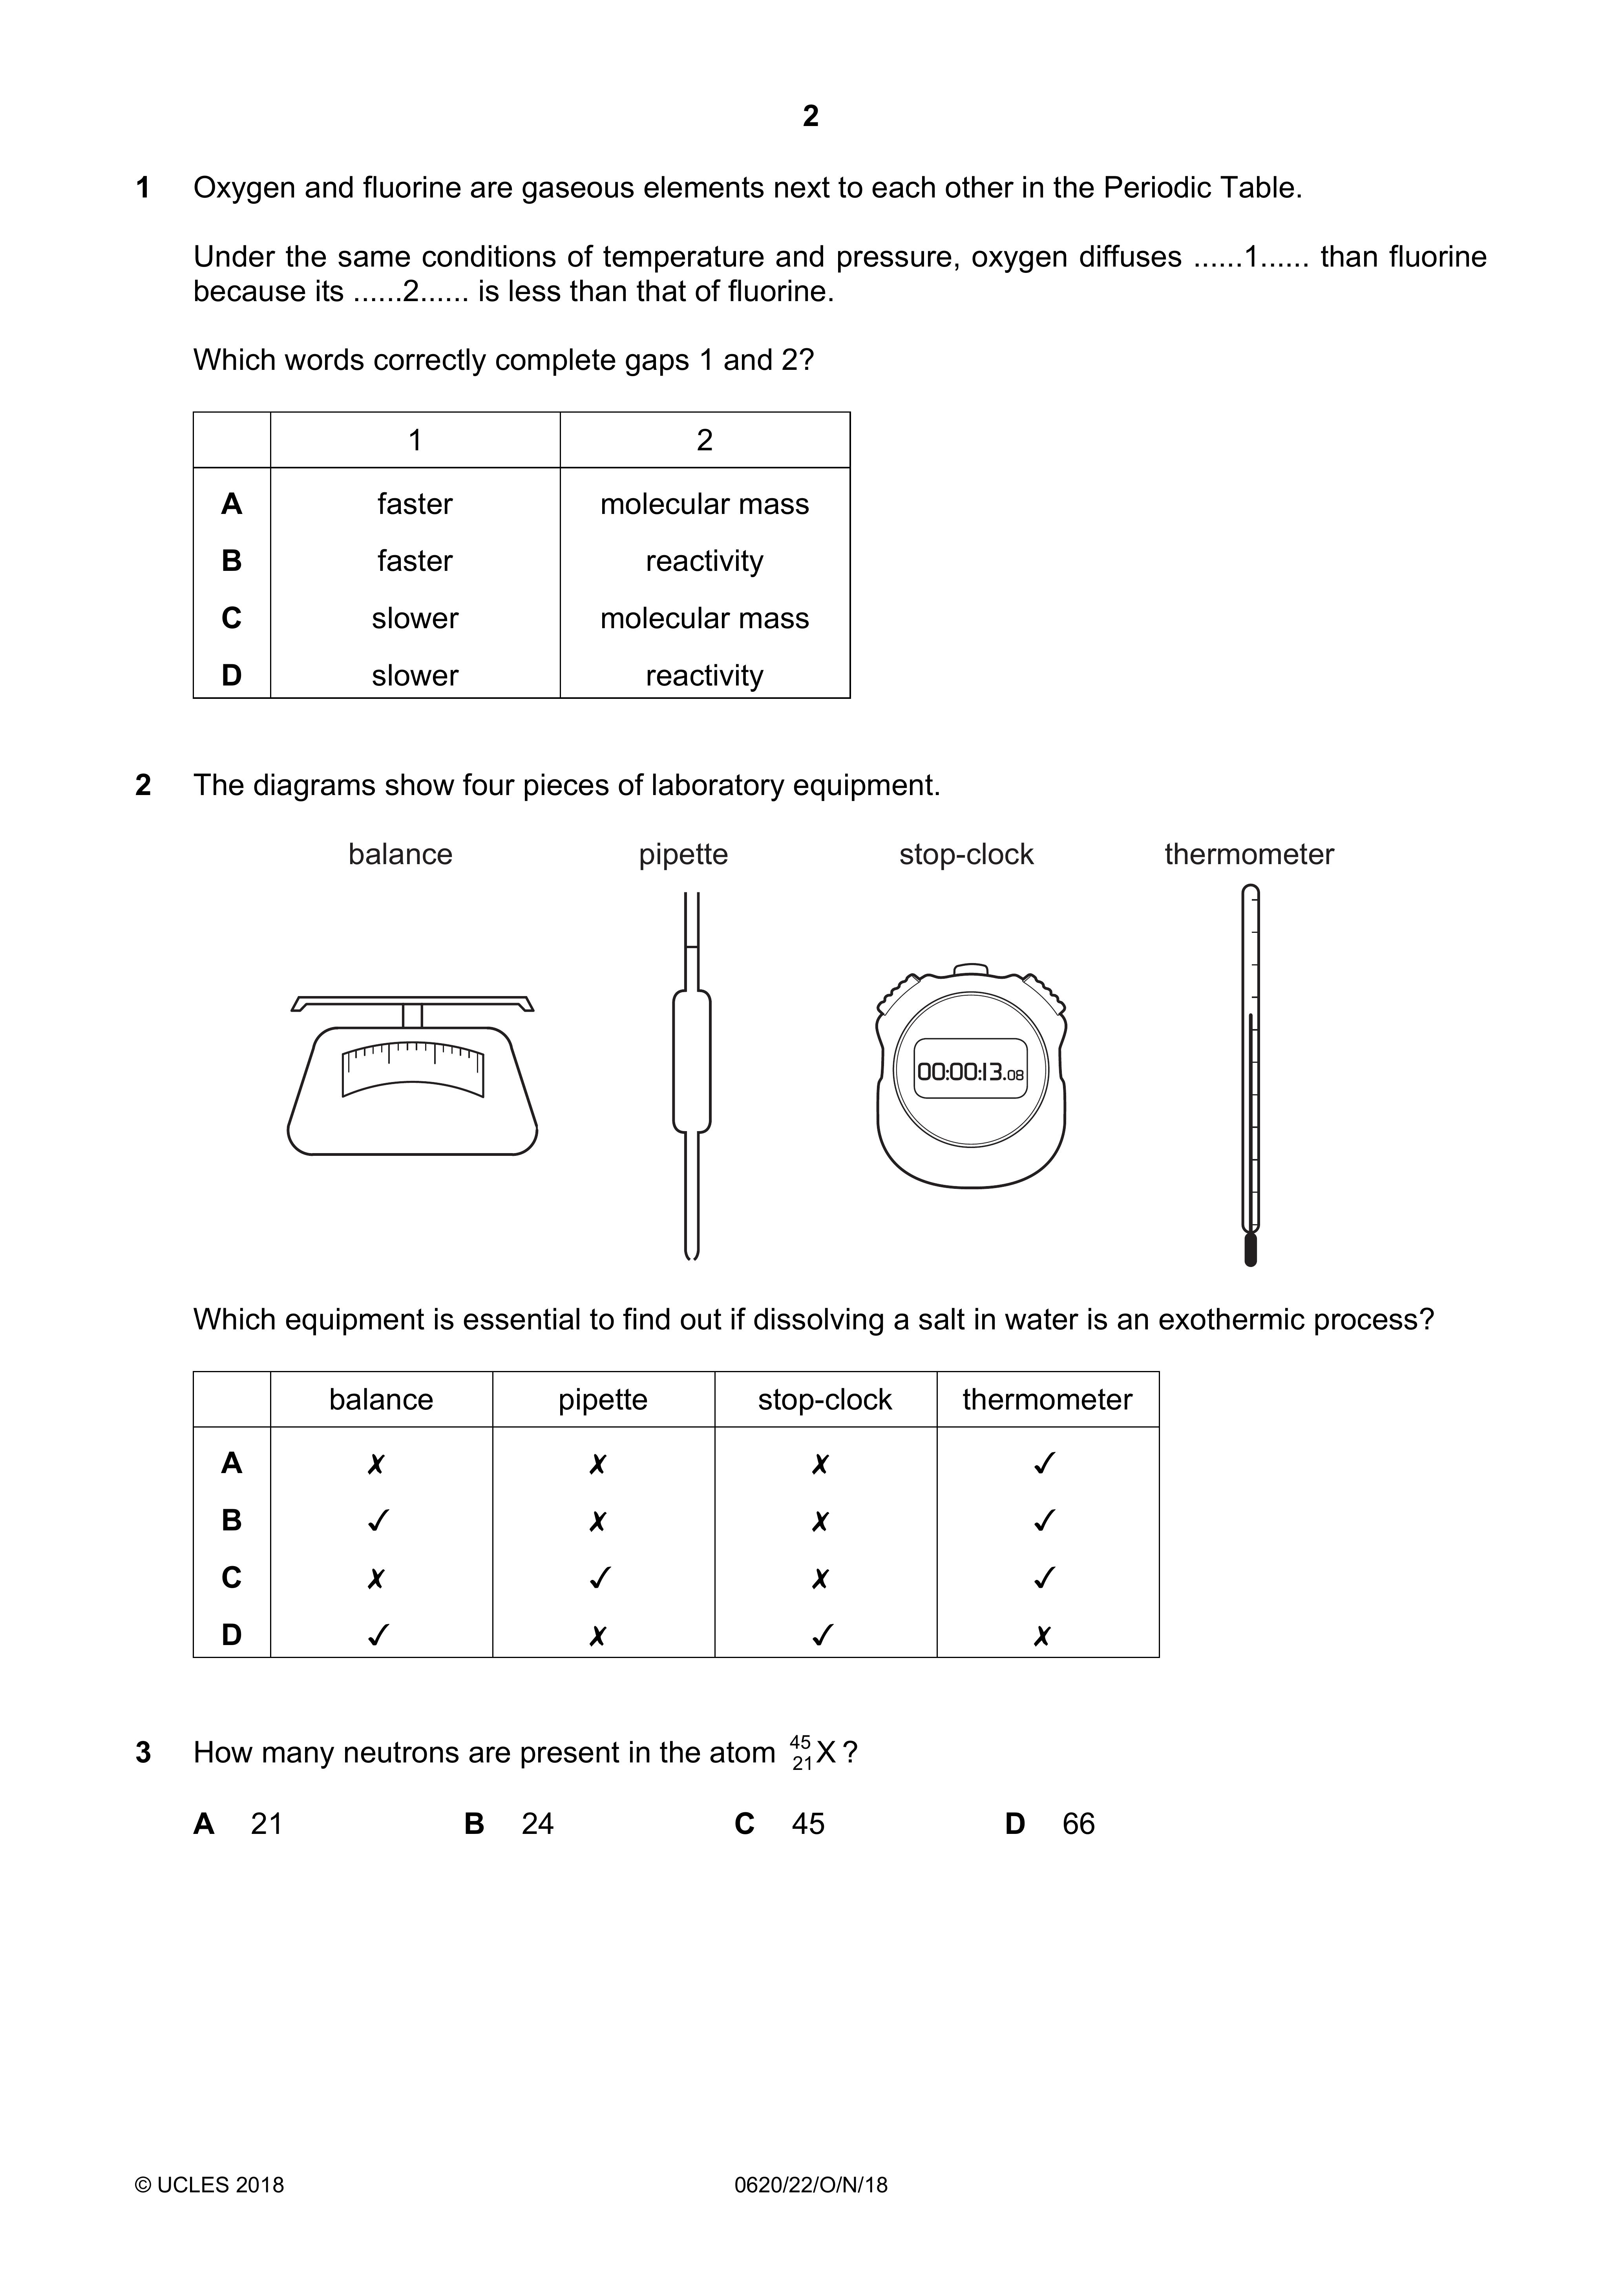 2
1 Oxygen and fluorine are gaseous elements next to each other in the Periodic Table.
Under the same conditions of temperature and pressure, oxygen diffuses ......1...... than fluorine
because its ......2...... is less than that of fluorine.
Which words correctly complete gaps 1 and 2?
1 2
A faster molecular mass
B faster reactivity
C slower molecular mass
D slower reactivity
2 The diagrams show four pieces of laboratory equipment.
balance pipette stop-clock thermometer
00:00:13.08
Which equipment is essential to find out if dissolving a salt in water is an exothermic process?
balance pipette stop-clock thermometer
A ✗ ✗ ✗ ✓
B ✓ ✗ ✗ ✓
C ✗ ✓ ✗ ✓
D ✓ ✗ ✓ ✗
3 How many neutrons are present in the atom ⁴⁵₂₁X ?
A 21 B 24 C 45 D 66
© UCLES 2018 0620/22/O/N/18